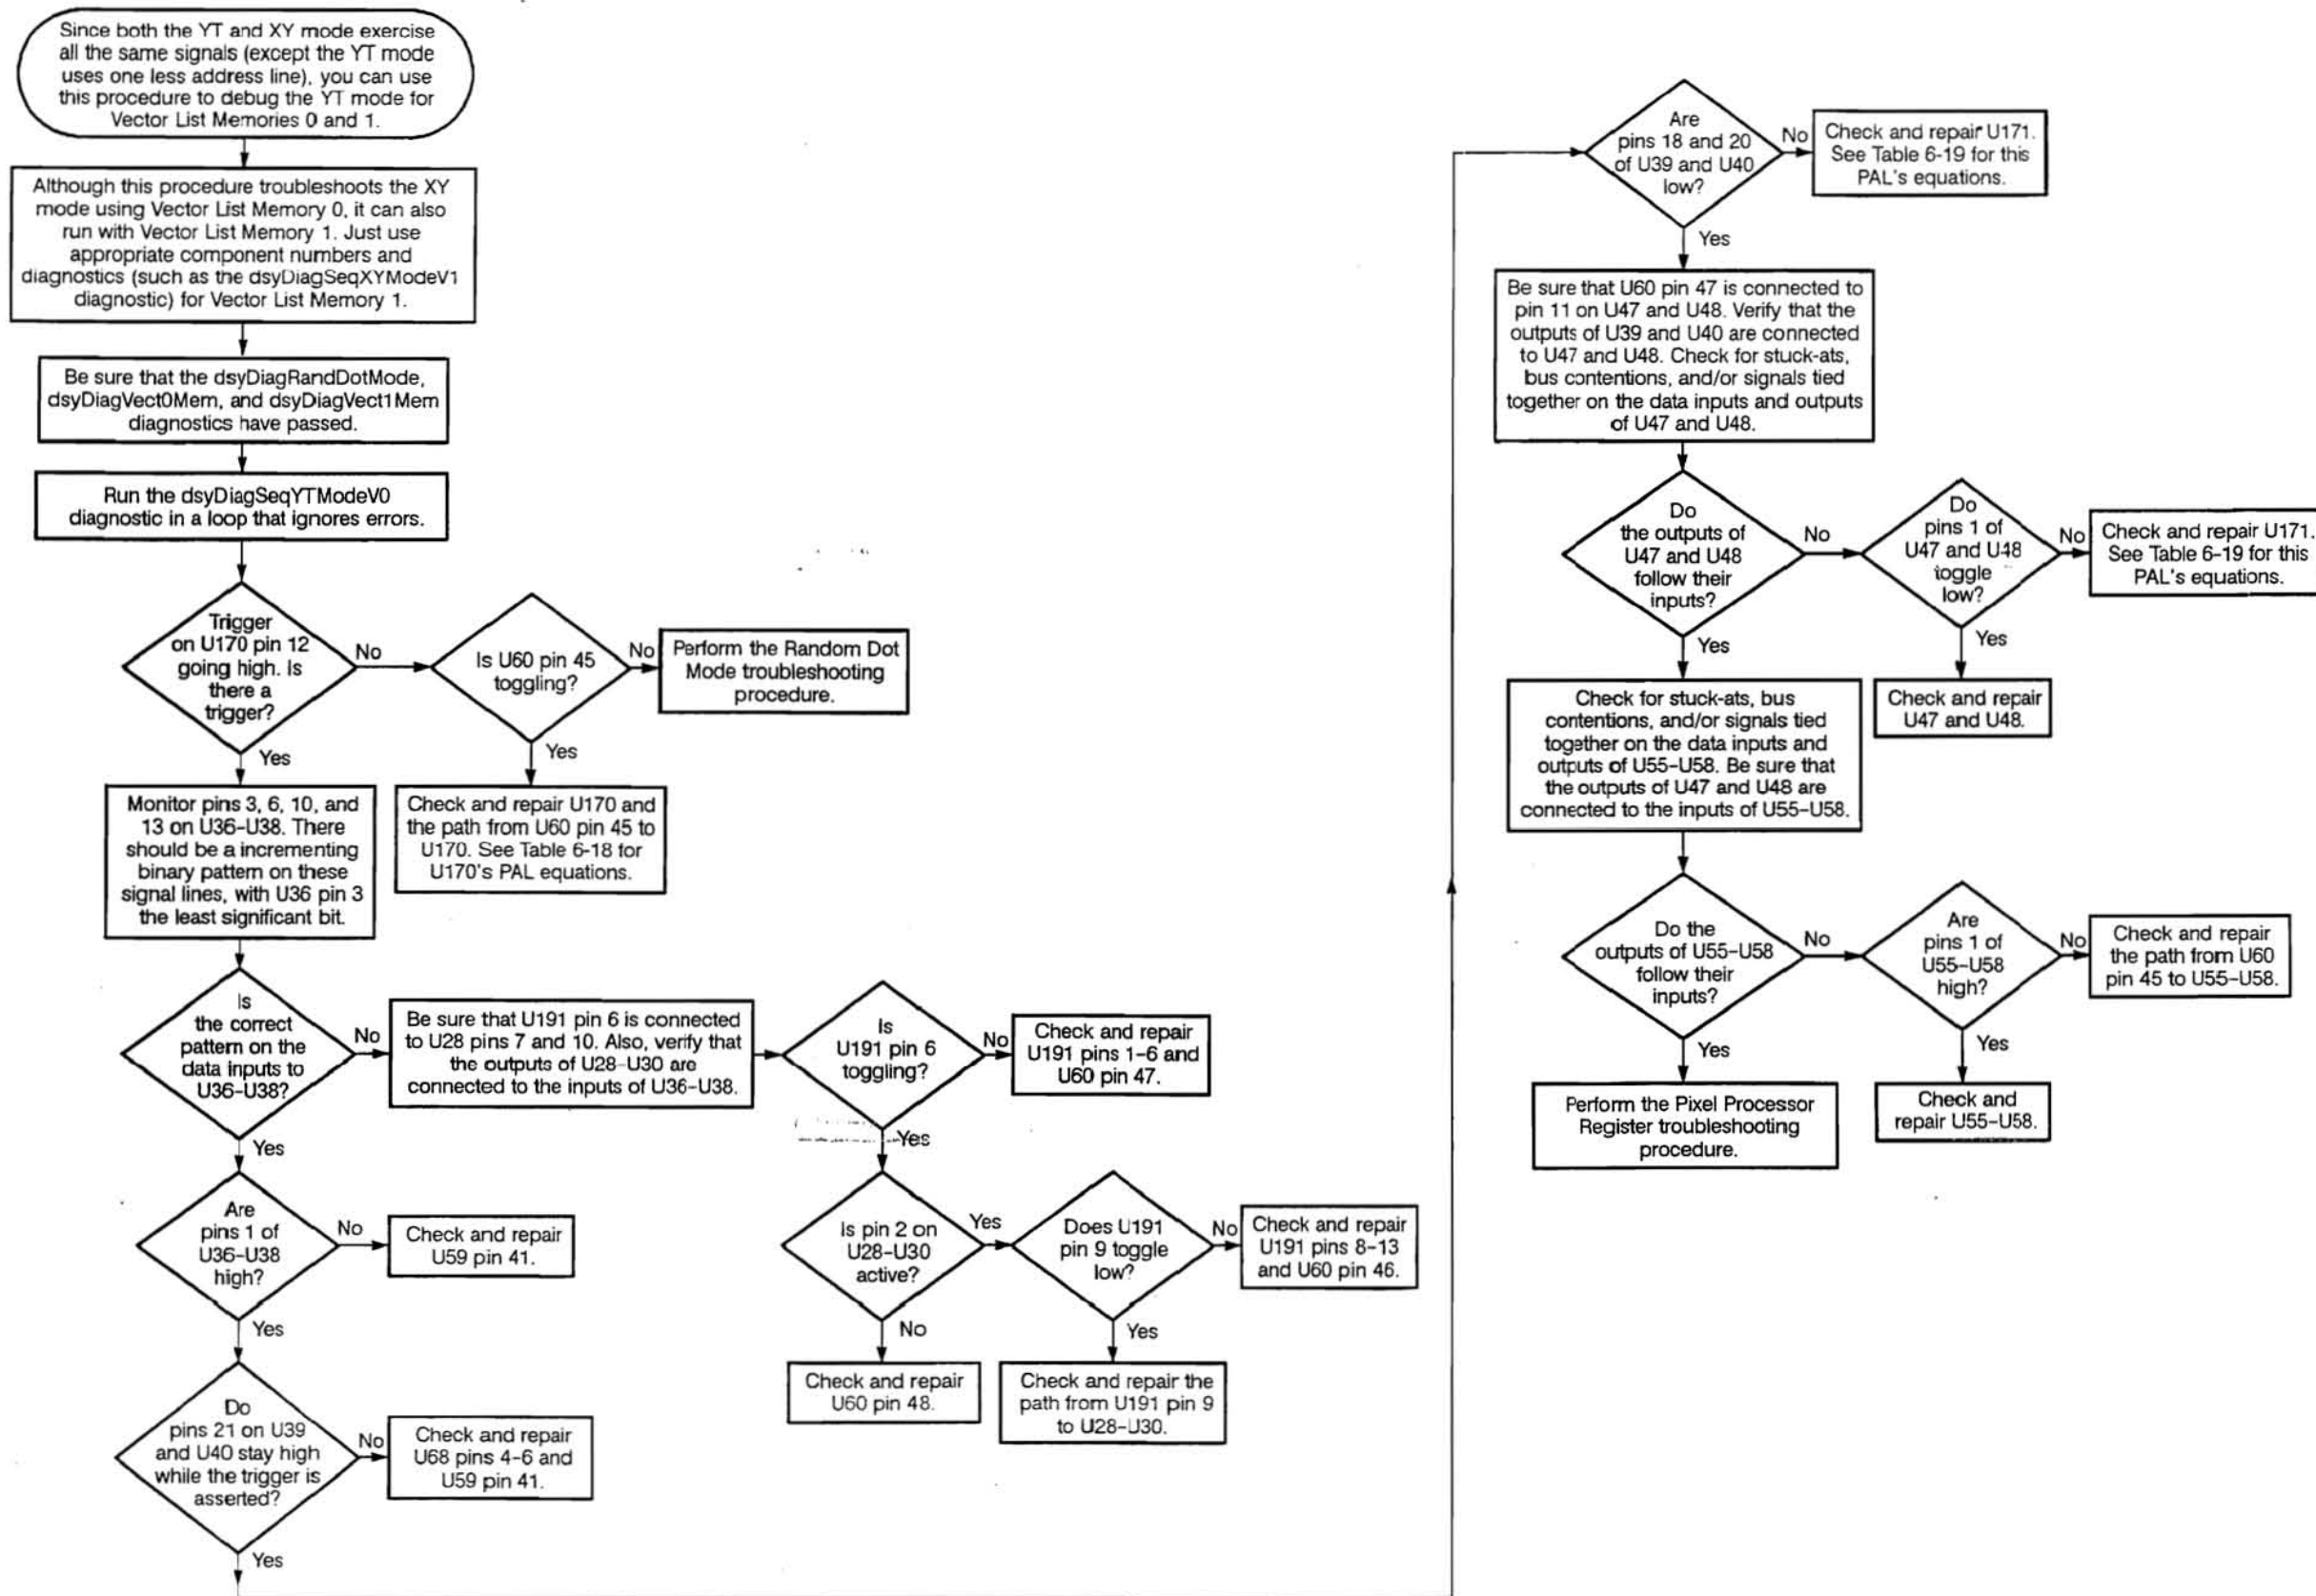 Since both the YT and XY mode exercise
all the same signals (except the YT mode
uses one less address line), you can use
this procedure to debug the YT mode for
Vector List Memories 0 and 1.
Although this procedure troubleshoots the XY
mode using Vector List Memory 0, it can also
run with Vector List Memory 1. Just use
appropriate component numbers and
diagnostics (such as the dsyDiagSeqXYModeV1
diagnostic) for Vector List Memory 1.
Be sure that the dsyDiagRandDotMode,
dsyDiagVect0Mem, and dsyDiagVect1Mem
diagnostics have passed.
Run the dsyDiagSeqYTModeV0
diagnostic in a loop that ignores errors.
Trigger
on U170 pin 12
going high. Is
there a
trigger?
No
Is U60 pin 45
toggling?
No
Perform the Random Dot
Mode troubleshooting
procedure.
Yes
Yes
Monitor pins 3, 6, 10, and
13 on U36-U38. There
should be a incrementing
binary pattern on these
signal lines, with U36 pin 3
the least significant bit.
Check and repair U170 and
the path from U60 pin 45 to
U170. See Table 6-18 for
U170's PAL equations.
Is
the correct
pattern on the
data inputs to
U36-U38?
No
Be sure that U191 pin 6 is connected
to U28 pins 7 and 10. Also, verify that
the outputs of U28-U30 are
connected to the inputs of U36-U38.
Is
U191 pin 6
toggling?
No
Check and repair
U191 pins 1-6 and
U60 pin 47.
Yes
Yes
Are
pins 1 of
U36-U38
high?
No
Check and repair
U59 pin 41.
Is pin 2 on
U28-U30
active?
Yes
Does U191
pin 9 toggle
low?
No
Check and repair
U191 pins 8-13
and U60 pin 46.
Yes
No
Yes
Check and repair
U60 pin 48.
Check and repair the
path from U191 pin 9
to U28-U30.
Do
pins 21 on U39
and U40 stay high
while the trigger is
asserted?
No
Check and repair
U68 pins 4-6 and
U59 pin 41.
Yes
Are
pins 18 and 20
of U39 and U40
low?
No
Check and repair U171.
See Table 6-19 for this
PAL's equations.
Yes
Be sure that U60 pin 47 is connected to
pin 11 on U47 and U48. Verify that the
outputs of U39 and U40 are connected
to U47 and U48. Check for stuck-ats,
bus contentions, and/or signals tied
together on the data inputs and outputs
of U47 and U48.
Do
the outputs of
U47 and U48
follow their
inputs?
No
Do
pins 1 of
U47 and U48
toggle
low?
No
Check and repair U171.
See Table 6-19 for this
PAL's equations.
Yes
Yes
Check for stuck-ats, bus
contentions, and/or signals tied
together on the data inputs and
outputs of U55-U58. Be sure that
the outputs of U47 and U48 are
connected to the inputs of U55-U58.
Check and repair
U47 and U48.
Do the
outputs of U55-U58
follow their
inputs?
No
Are
pins 1 of
U55-U58
high?
No
Check and repair
the path from U60
pin 45 to U55-U58.
Yes
Yes
Perform the Pixel Processor
Register troubleshooting
procedure.
Check and
repair U55-U58.